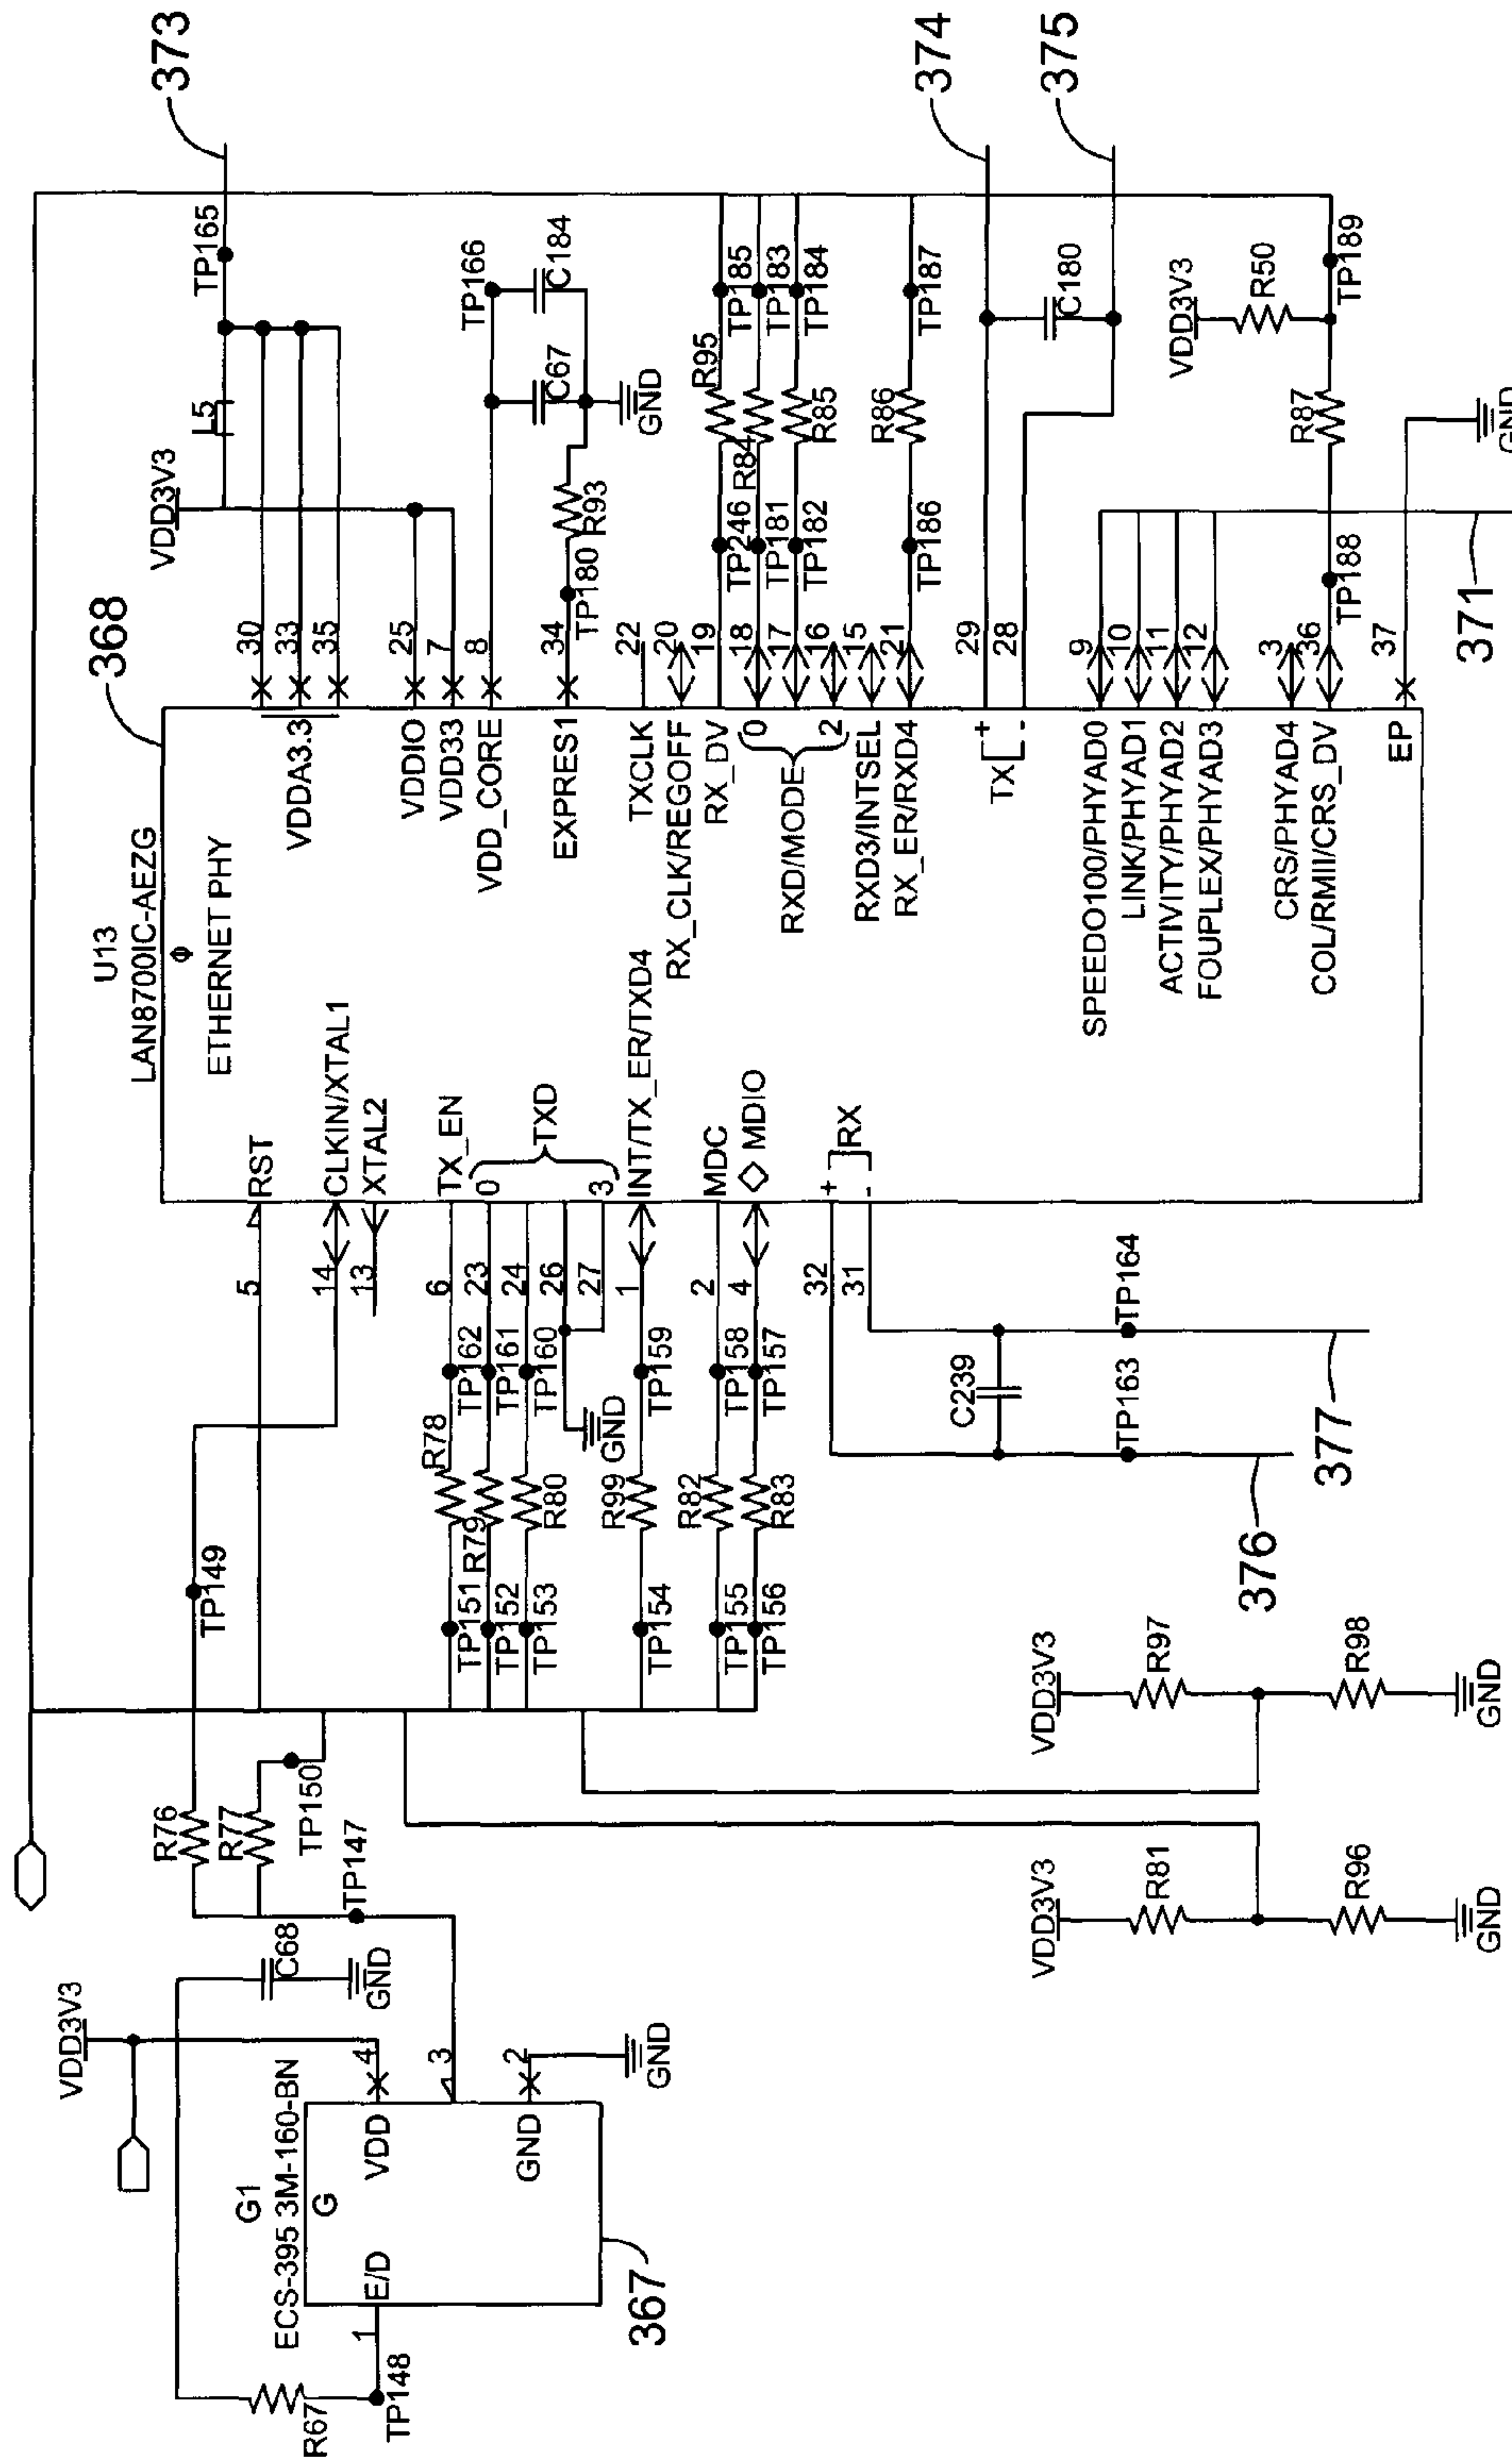 U13
LAN8700IC-AEZG
Φ
ETHERNET PHY
368
RST
CLKIN/XTAL1
XTAL2
TX_EN
0
TXD
3
INT/TX_ER/TXD4
MDC
MDIO
+
RX
-
5
14
13
6
23
24
26
27
1
2
4
32
31
VDDA3.3
VDDIO
VDD33
VDD_CORE
EXPRES1
TXCLK
RX_CLK/REGOFF
RX_DV
0
RXD/MODE
2
RXD3/INTSEL
RX_ER/RXD4
+
TX
-
SPEEDO100/PHYAD0
LINK/PHYAD1
ACTIVITY/PHYAD2
FOUPLEX/PHYAD3
CRS/PHYAD4
COL/RMII/CRS_DV
EP
30
33
35
25
7
8
34
22
20
19
18
17
16
15
21
29
28
9
10
11
12
3
36
37
VDD3V3
L5
TP165
373
TP166
C67
C184
TP180
R93
GND
TP246
R95
TP185
TP181
R84
TP183
TP182
R85
TP184
TP186
R86
TP187
374
C180
375
VDD3V3
R50
TP188
R87
TP189
GND
371
VDD3V3
G1
ECS-395 3M-160-BN
G
VDD
4
3
GND
2
GND
E/D
1
TP148
R67
367
C68
GND
TP147
R76
R77
TP150
TP149
TP151
R78
TP162
TP152
R79
TP161
TP153
R80
TP160
GND
TP154
R99
TP159
TP155
R82
TP158
TP156
R83
TP157
C239
TP163
TP164
376
377
VDD3V3
R81
R96
GND
VDD3V3
R97
R98
GND